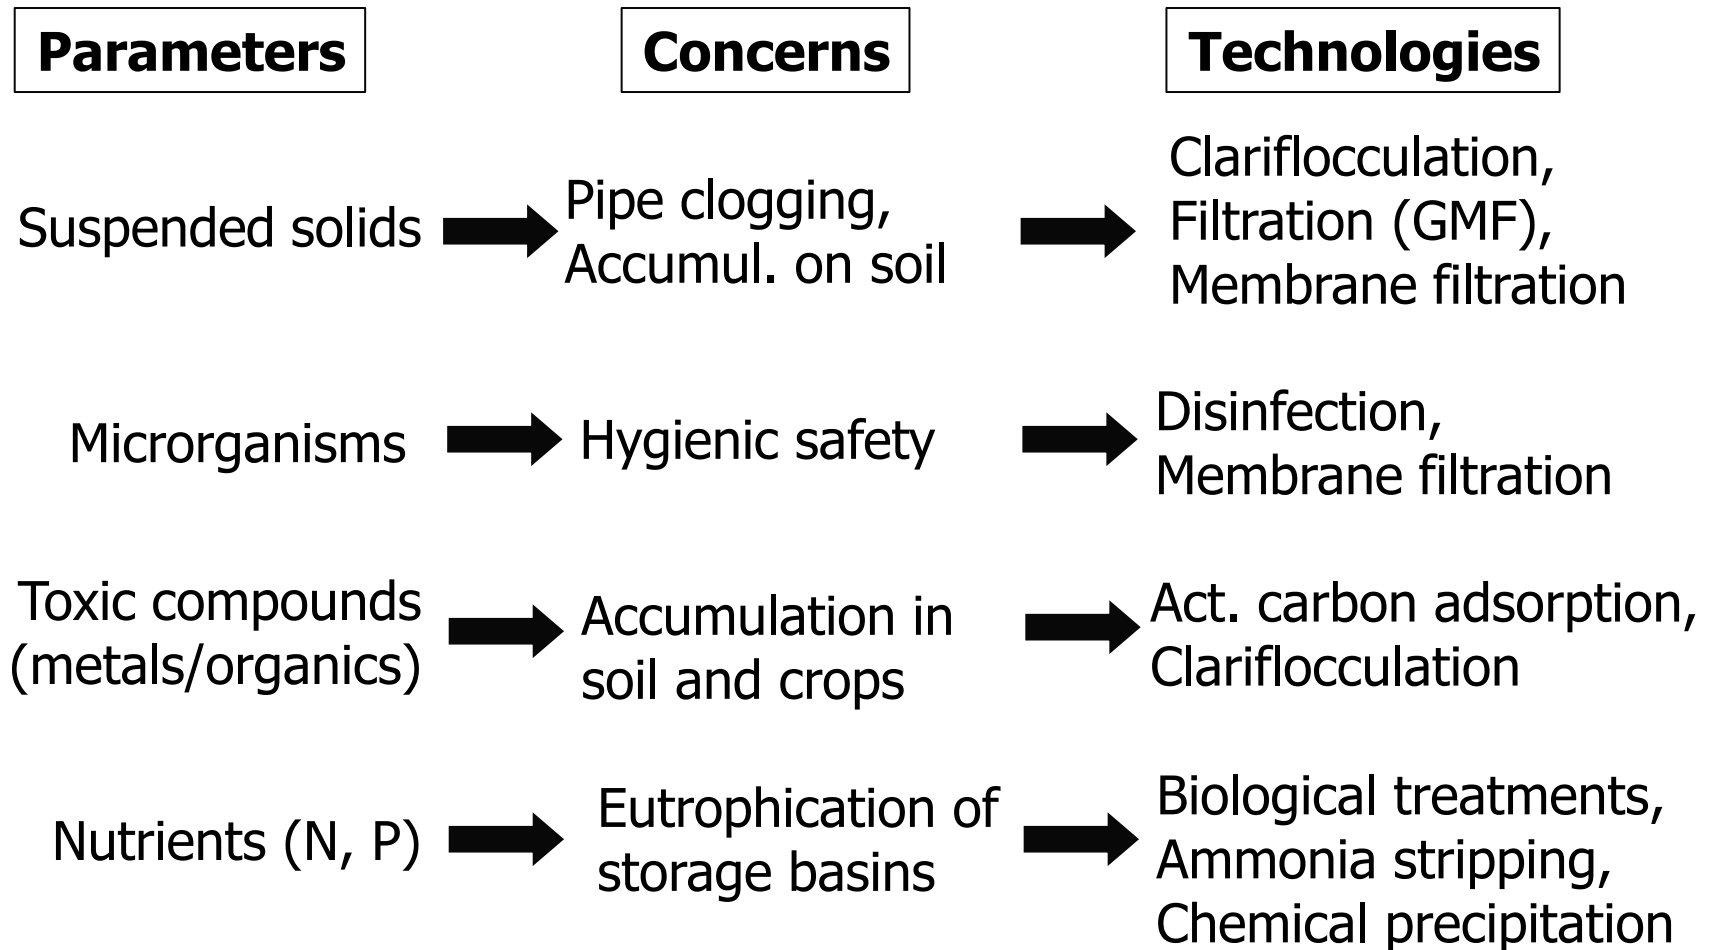 Parameters
Concerns
Technologies
Suspended solids
Pipe clogging,
Accumul. on soil
Clariflocculation,
Filtration (GMF),
Membrane filtration
Microrganisms
Hygienic safety
Disinfection,
Membrane filtration
Toxic compounds
(metals/organics)
Accumulation in
soil and crops
Act. carbon adsorption,
Clariflocculation
Nutrients (N, P)
Eutrophication of
storage basins
Biological treatments,
Ammonia stripping,
Chemical precipitation